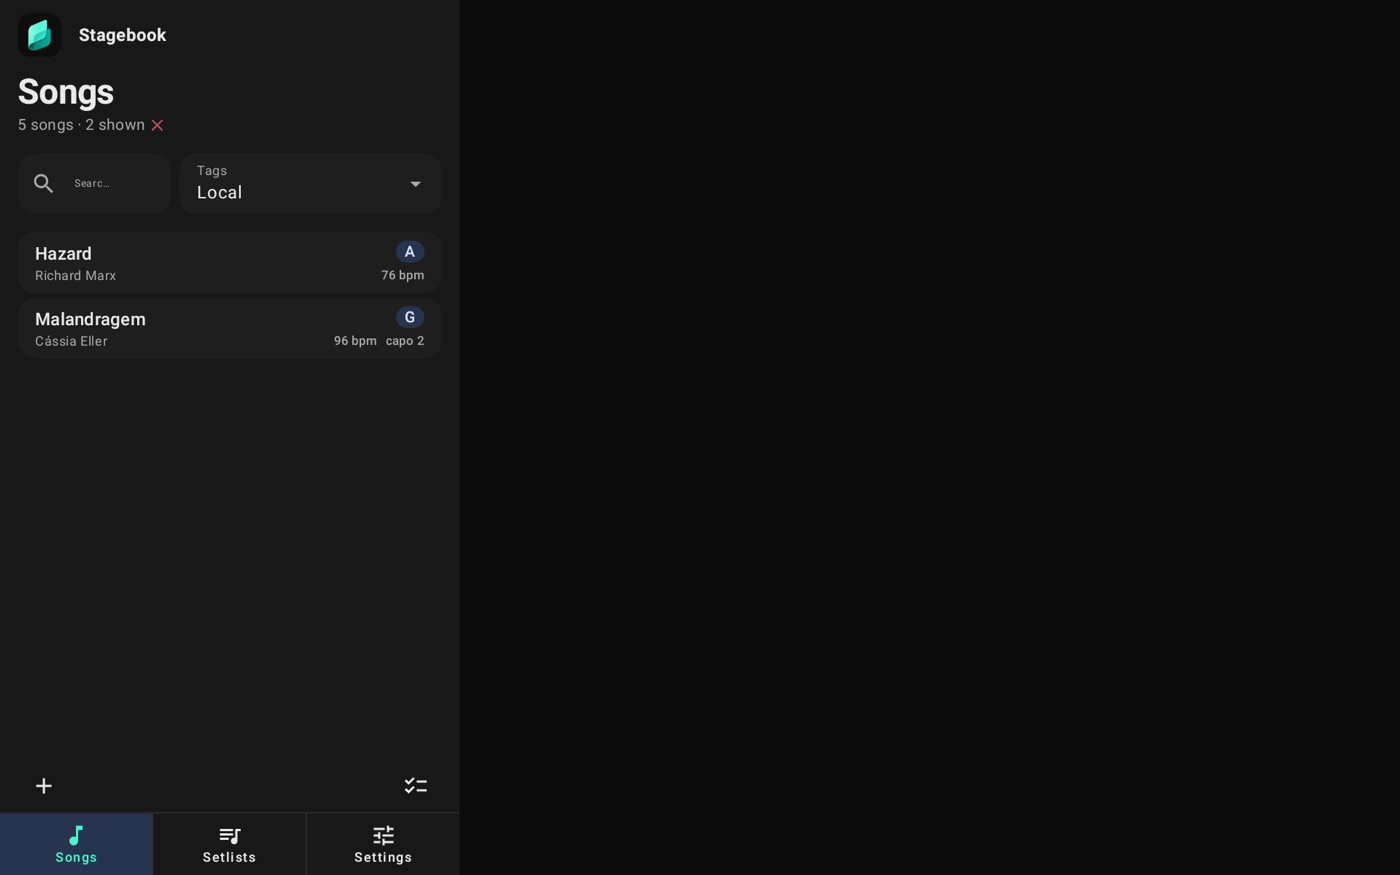 Stagebook
Songs
5 songs · 2 shown
Searc…
Tags
Local
Hazard
A
Richard Marx
76 bpm
Malandragem
G
Cássia Eller
96 bpm capo 2
Songs
Setlists
Settings